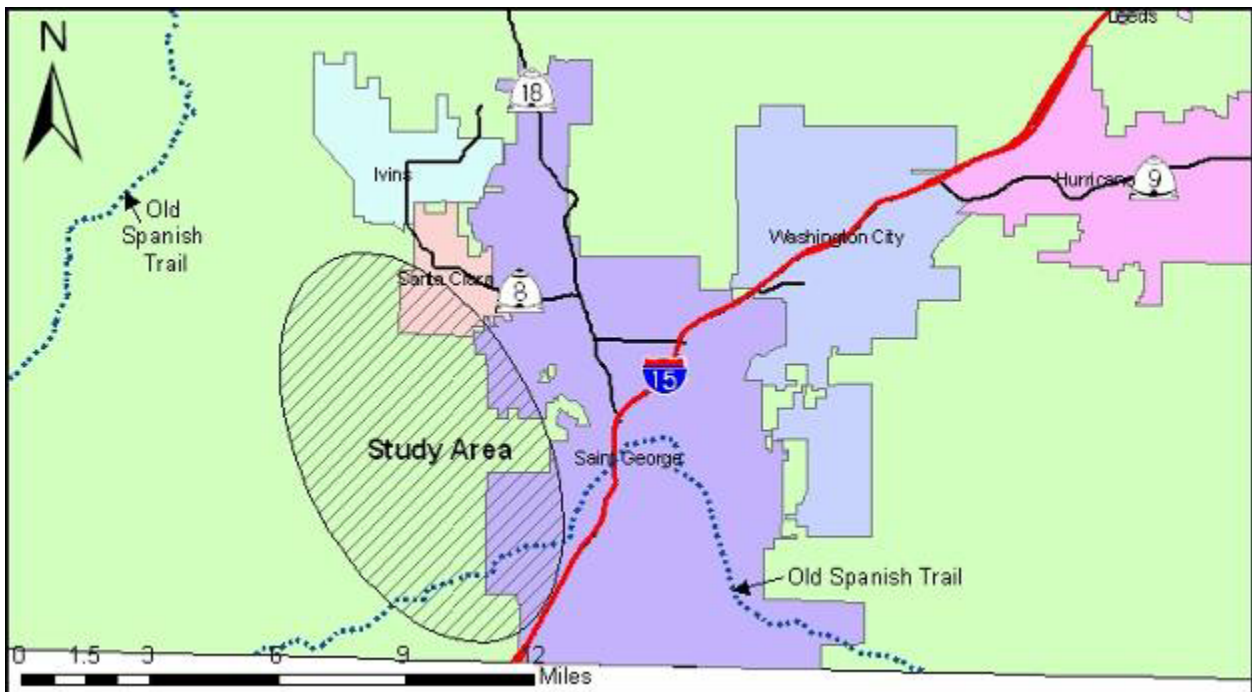 N
Leeds
18
Ivins
Hurricane
9
Old
Spanish
Trail
Washington City
Santa Clara
8
15
Study Area
Saint George
Old Spanish Trail
0 1.5 3 6 9 12
Miles